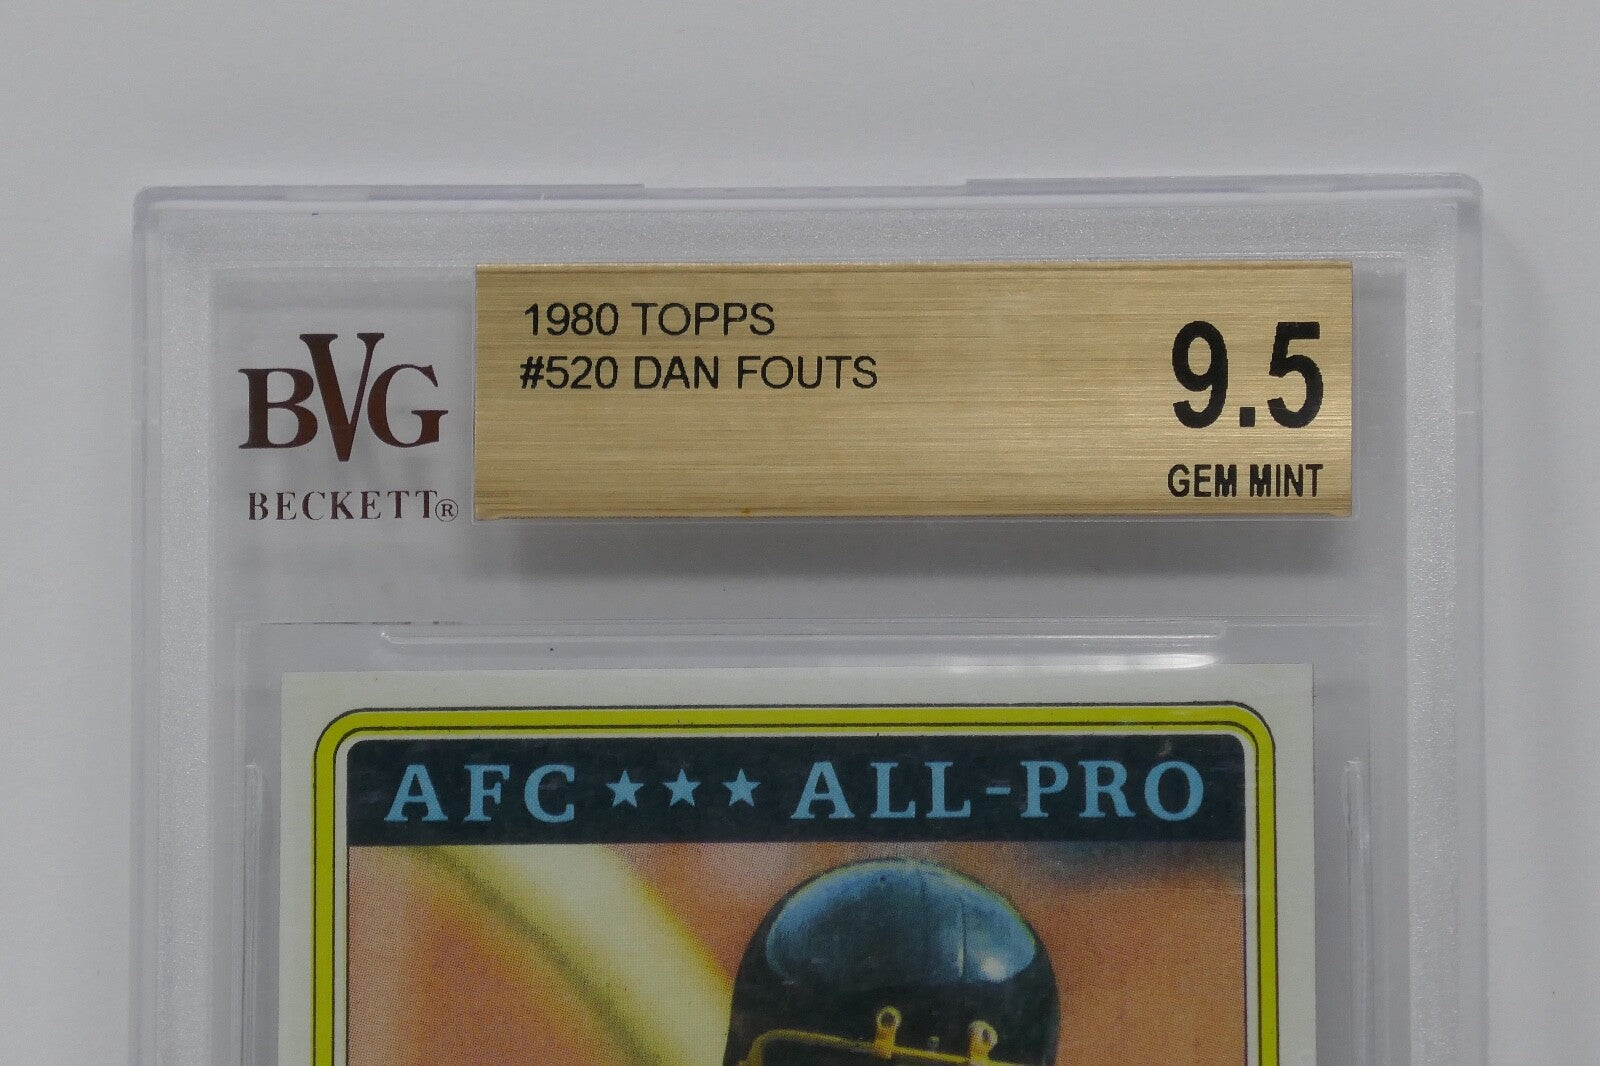 1980 TOPPS
#520 DAN FOUTS
9.5
GEM MINT
BVG
BECKETT®
AFC ★★★ ALL-PRO